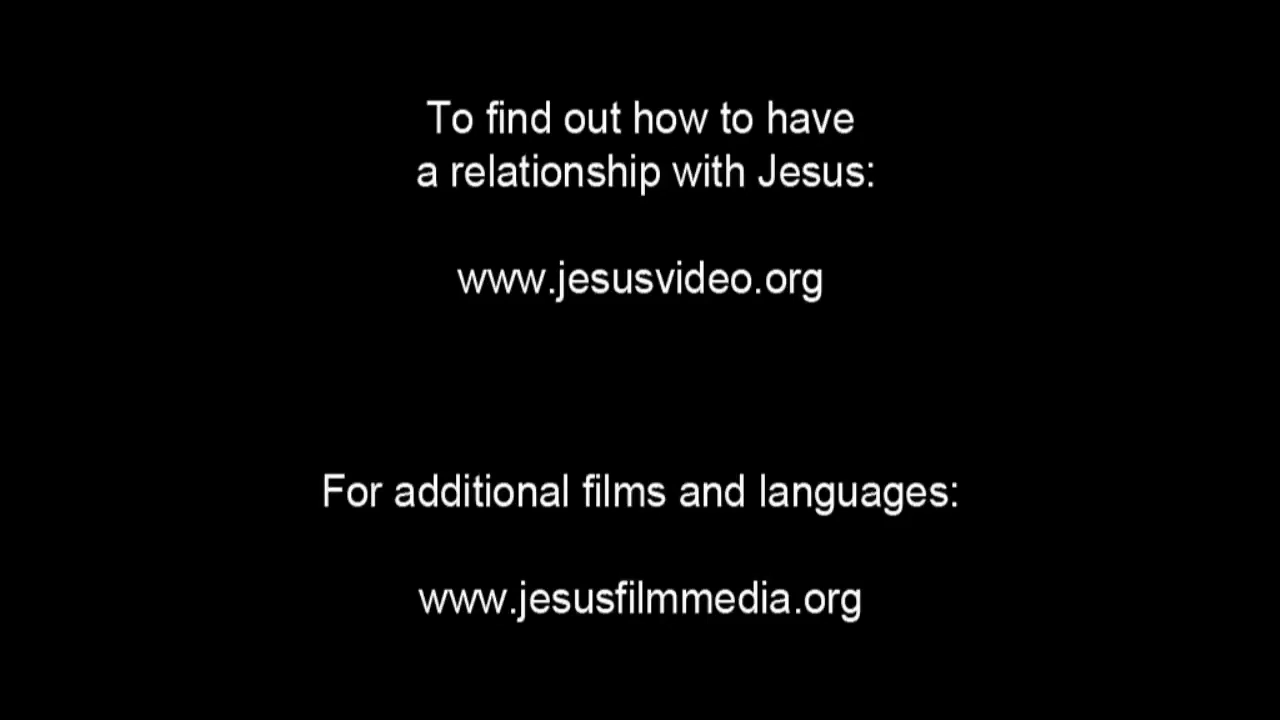 To find out how to have
a relationship with Jesus:
www.jesusvideo.org
For additional films and languages:
www.jesusfilmmedia.org